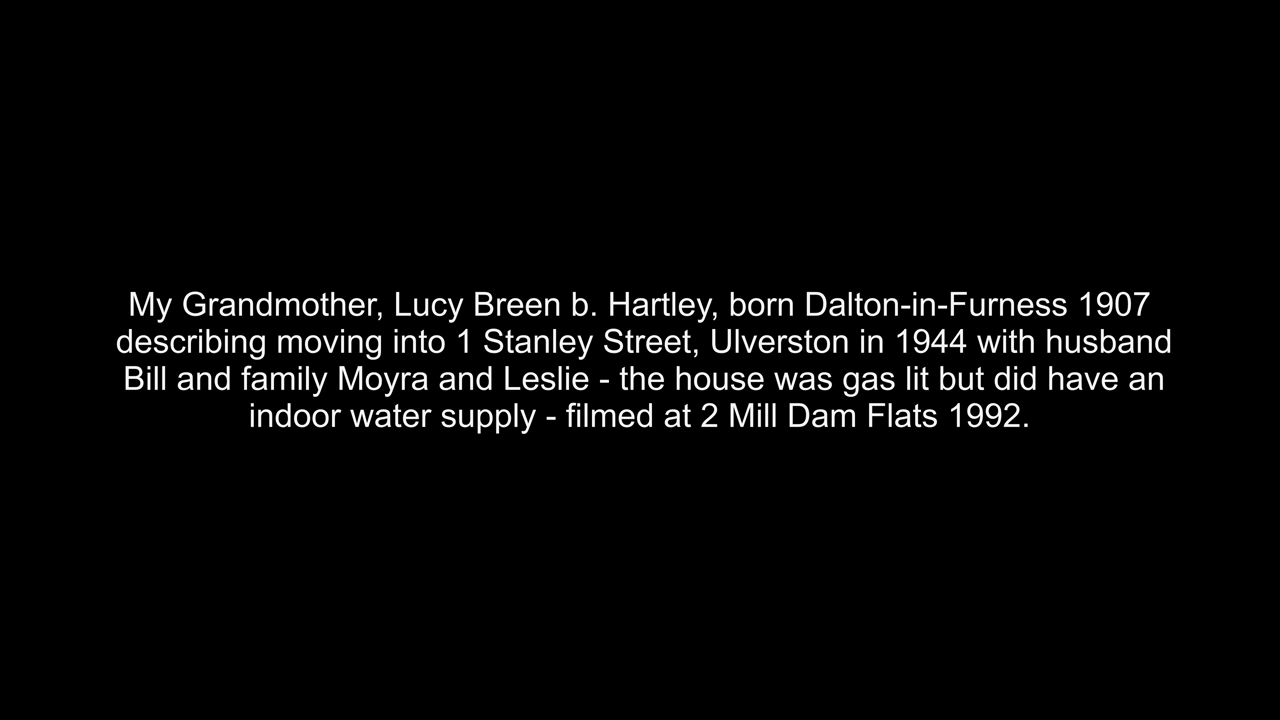 My Grandmother, Lucy Breen b. Hartley, born Dalton-in-Furness 1907
describing moving into 1 Stanley Street, Ulverston in 1944 with husband
Bill and family Moyra and Leslie - the house was gas lit but did have an
indoor water supply - filmed at 2 Mill Dam Flats 1992.